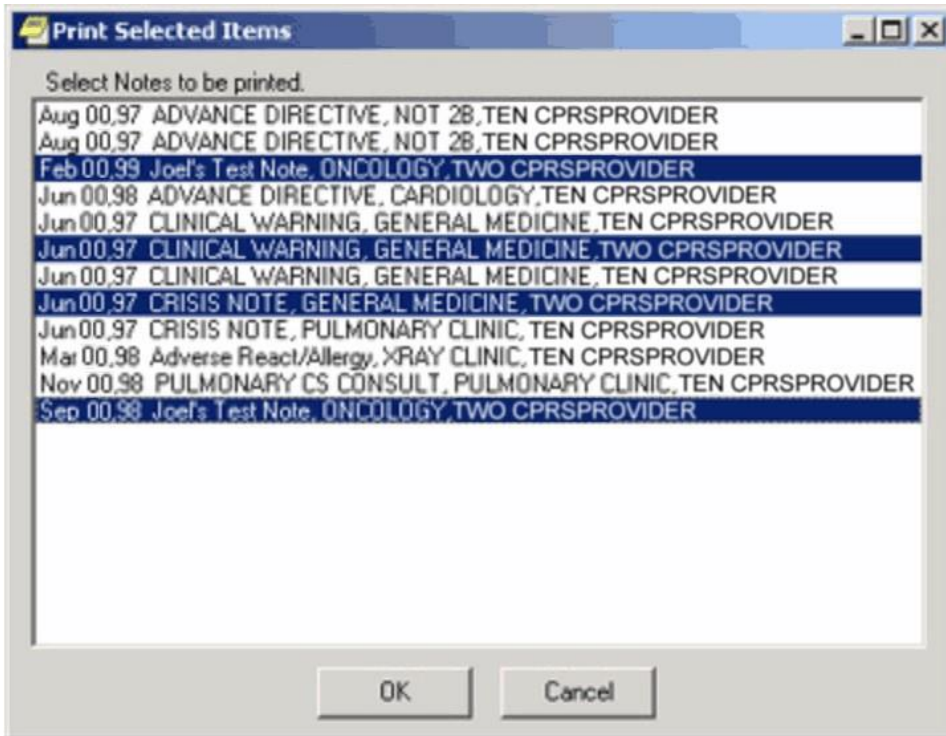 Print Selected Items
Select Notes to be printed.
Aug 00,97 ADVANCE DIRECTIVE, NOT 2B,TEN CPRSPROVIDER
Aug 00,97 ADVANCE DIRECTIVE, NOT 2B,TEN CPRSPROVIDER
Feb 00,99 Joel's Test Note, ONCOLOGY,TWO CPRSPROVIDER
Jun 00,98 ADVANCE DIRECTIVE, CARDIOLOGY,TEN CPRSPROVIDER
Jun 00,97 CLINICAL WARNING, GENERAL MEDICINE,TEN CPRSPROVIDER
Jun 00,97 CLINICAL WARNING, GENERAL MEDICINE,TWO CPRSPROVIDER
Jun 00,97 CLINICAL WARNING, GENERAL MEDICINE, TEN CPRSPROVIDER
Jun 00,97 CRISIS NOTE, GENERAL MEDICINE, TWO CPRSPROVIDER
Jun 00,97 CRISIS NOTE, PULMONARY CLINIC, TEN CPRSPROVIDER
Mar 00,98 Adverse React/Allergy, XRAY CLINIC, TEN CPRSPROVIDER
Nov 00,98 PULMONARY CS CONSULT, PULMONARY CLINIC, TEN CPRSPROVIDER
Sep 00,98 Joel's Test Note, ONCOLOGY,TWO CPRSPROVIDER
OK Cancel